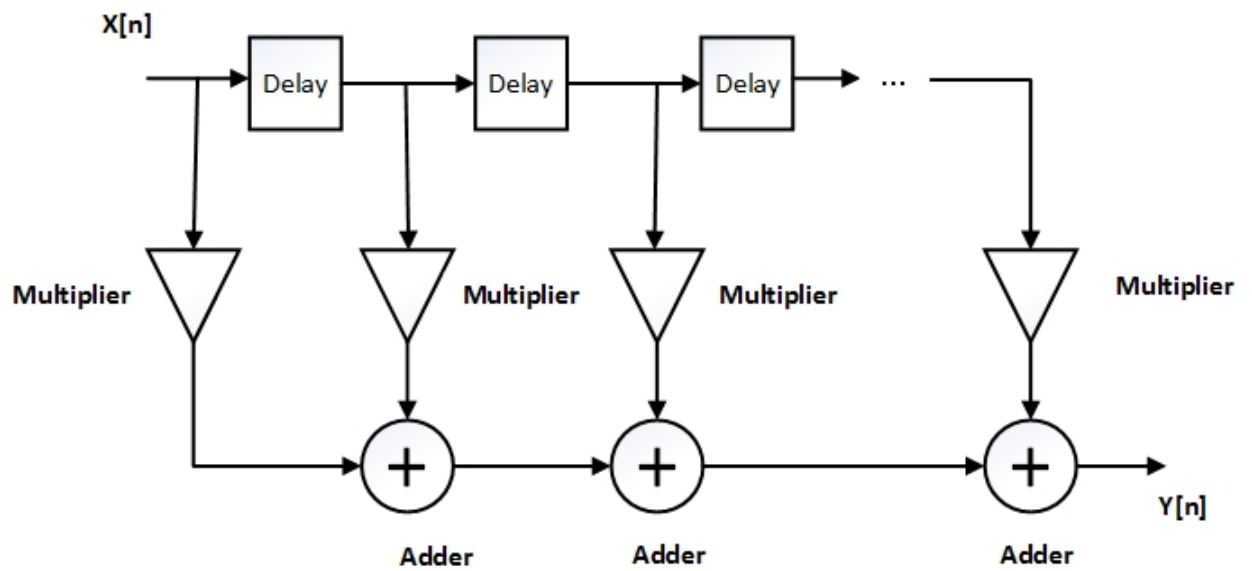 X[n]
Delay
Delay
Delay
...
Multiplier
Multiplier
Multiplier
Multiplier
+
+
+
Y[n]
Adder
Adder
Adder